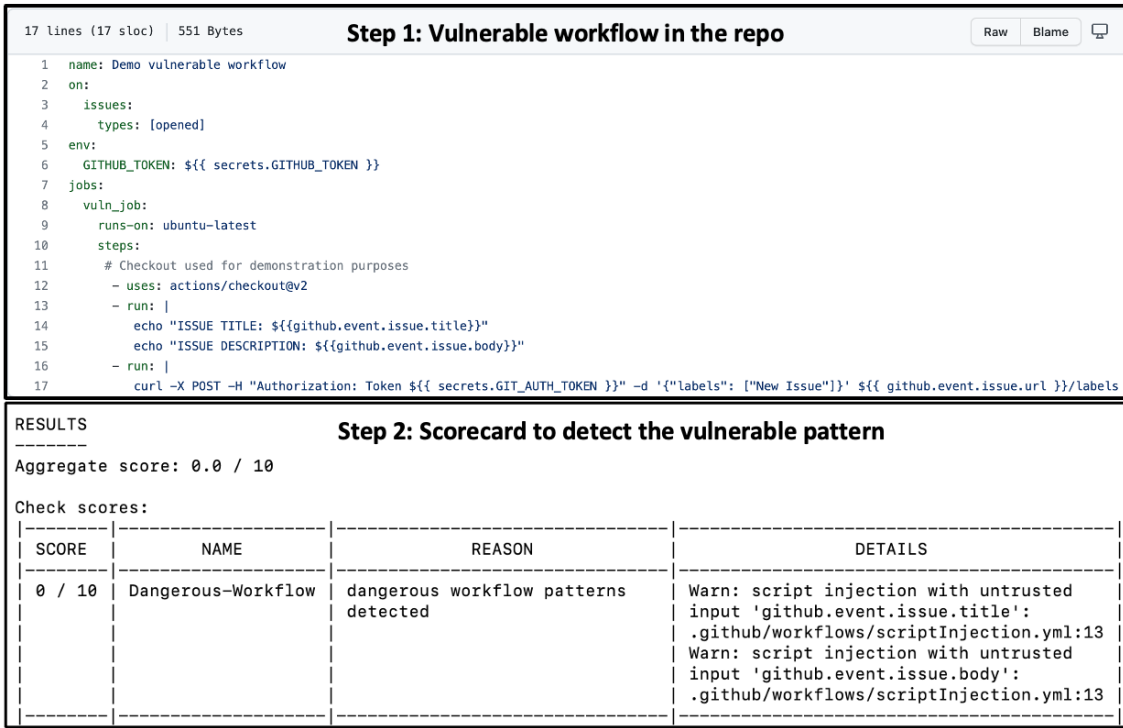 17 lines (17 sloc) 551 Bytes Step 1: Vulnerable workflow in the repo Raw Blame
1 name: Demo vulnerable workflow
2 on:
3   issues:
4     types: [opened]
5 env:
6   GITHUB_TOKEN: ${{ secrets.GITHUB_TOKEN }}
7 jobs:
8   vuln_job:
9     runs-on: ubuntu-latest
10     steps:
11      # Checkout used for demonstration purposes
12       - uses: actions/checkout@v2
13       - run: |
14          echo "ISSUE TITLE: ${{github.event.issue.title}}"
15          echo "ISSUE DESCRIPTION: ${{github.event.issue.body}}"
16       - run: |
17          curl -X POST -H "Authorization: Token ${{ secrets.GIT_AUTH_TOKEN }}" -d '{"labels": ["New Issue"]}' ${{ github.event.issue.url }}/labels
RESULTS
-------
Step 2: Scorecard to detect the vulnerable pattern
Aggregate score: 0.0 / 10
Check scores:
| SCORE | NAME | REASON | DETAILS |
| 0 / 10 | Dangerous-Workflow | dangerous workflow patterns | Warn: script injection with untrusted |
| | | detected | input 'github.event.issue.title': |
| | | | .github/workflows/scriptInjection.yml:13 |
| | | | Warn: script injection with untrusted |
| | | | input 'github.event.issue.body': |
| | | | .github/workflows/scriptInjection.yml:13 |